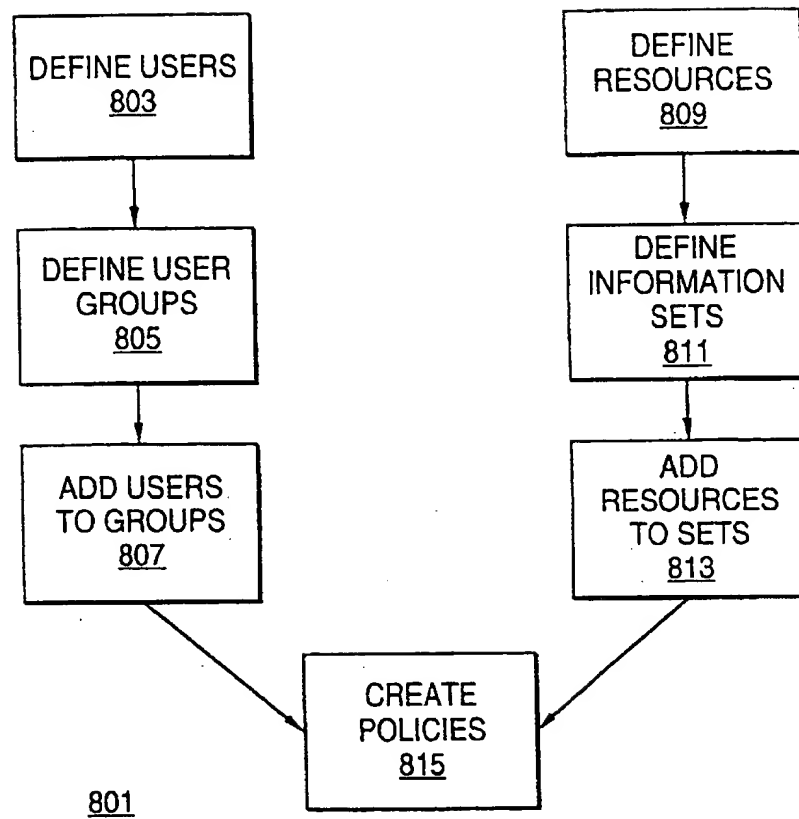 DEFINE USERS
803
DEFINE USER
GROUPS
805
ADD USERS
TO GROUPS
807
DEFINE
RESOURCES
809
DEFINE
INFORMATION
SETS
811
ADD
RESOURCES
TO SETS
813
CREATE
POLICIES
815
801